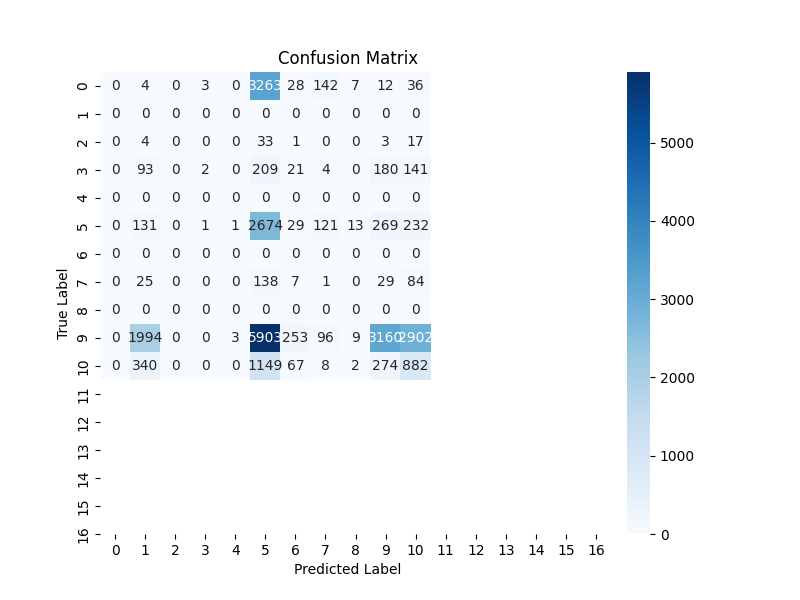 Confusion Matrix
True Label
0 0 4 0 3 0 3263 28 142 7 12 36
1 0 0 0 0 0 0 0 0 0 0 0
2 0 4 0 0 0 33 1 0 0 3 17
3 0 93 0 2 0 209 21 4 0 180 141
4 0 0 0 0 0 0 0 0 0 0 0
5 0 131 0 1 1 2674 29 121 13 269 232
6 0 0 0 0 0 0 0 0 0 0 0
7 0 25 0 0 0 138 7 1 0 29 84
8 0 0 0 0 0 0 0 0 0 0 0
9 0 1994 0 0 3 5903 253 96 9 3160 2902
10 0 340 0 0 0 1149 67 8 2 274 882
11
12
13
14
15
16
0 1 2 3 4 5 6 7 8 9 10 11 12 13 14 15 16
Predicted Label
5000
4000
3000
2000
1000
0